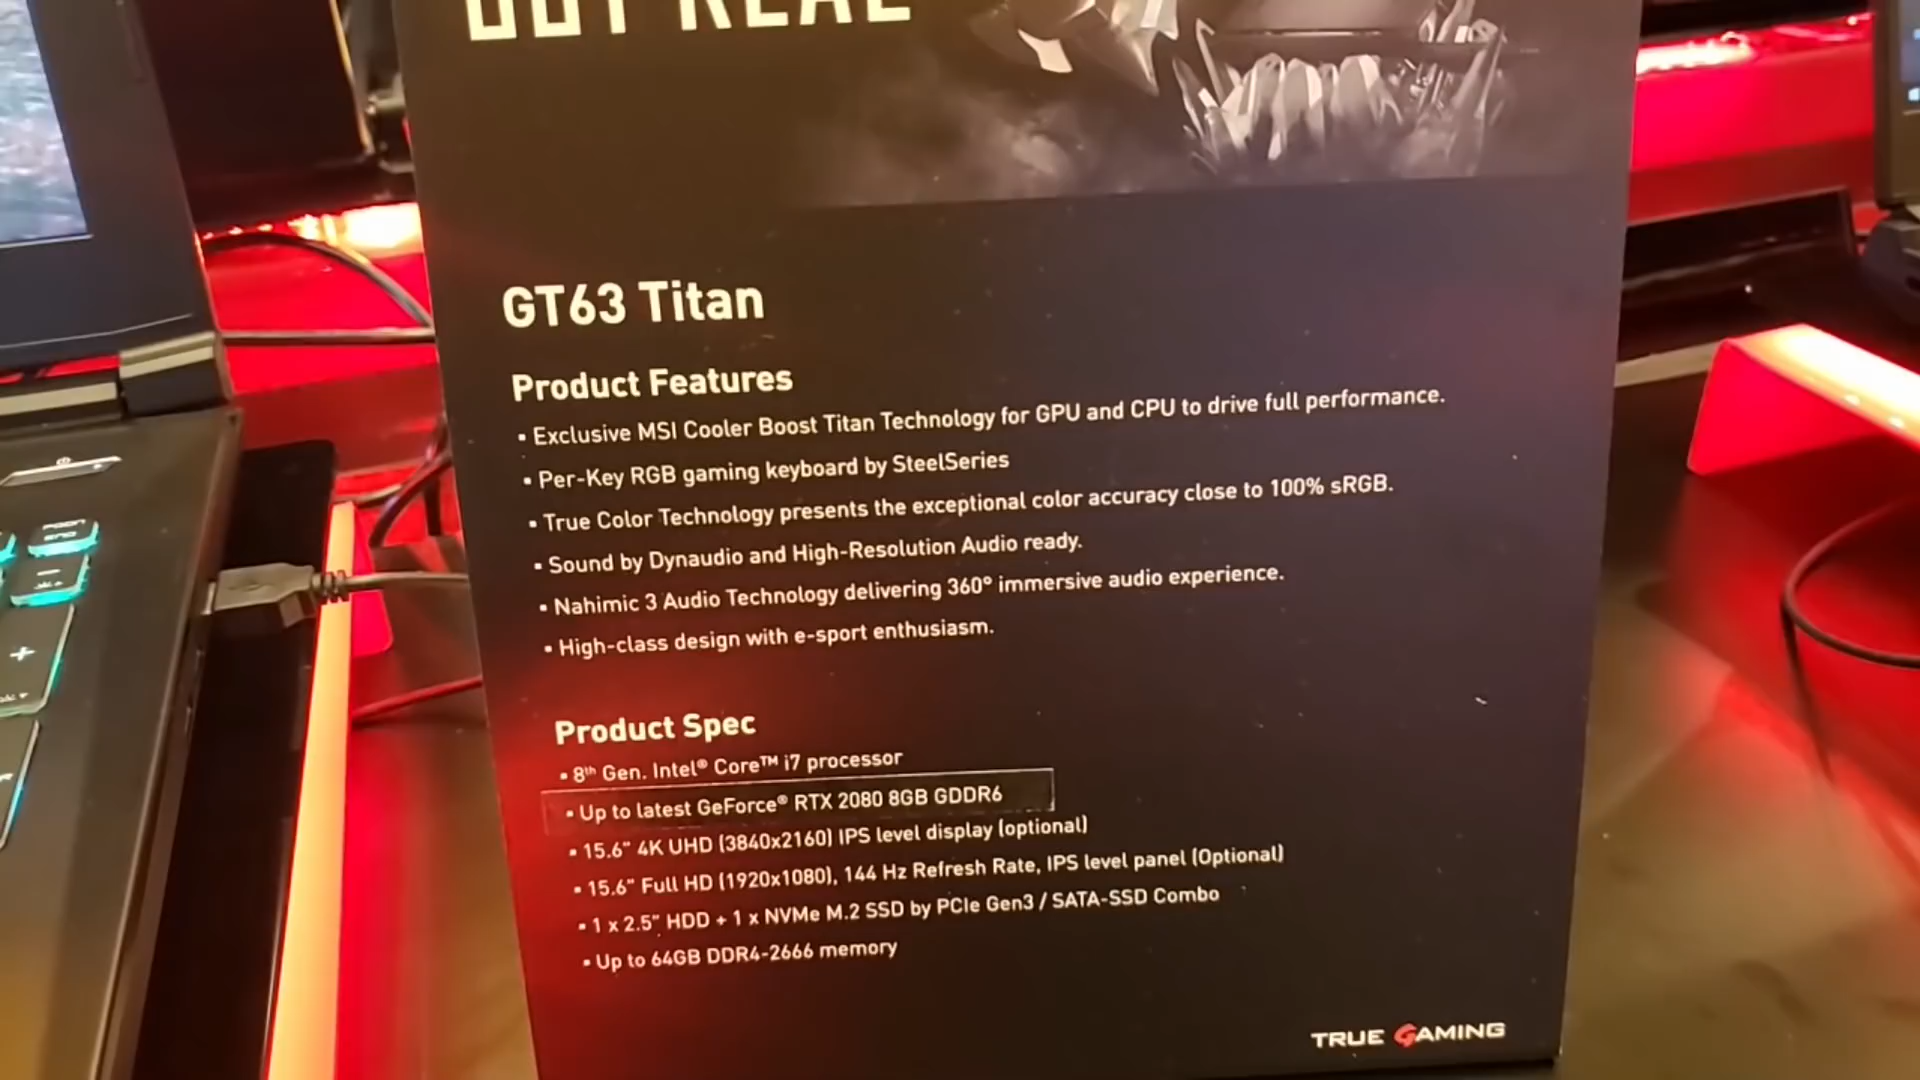 GT63 Titan
Product Features
▪ Exclusive MSI Cooler Boost Titan Technology for GPU and CPU to drive full performance.
▪ Per-Key RGB gaming keyboard by SteelSeries
▪ True Color Technology presents the exceptional color accuracy close to 100% sRGB.
▪ Sound by Dynaudio and High-Resolution Audio ready.
▪ Nahimic 3 Audio Technology delivering 360° immersive audio experience.
▪ High-class design with e-sport enthusiasm.
Product Spec
▪ 8th Gen. Intel® Core™ i7 processor
▪ Up to latest GeForce® RTX 2080 8GB GDDR6
▪ 15.6" 4K UHD (3840x2160) IPS level display (optional)
▪ 15.6" Full HD (1920x1080), 144 Hz Refresh Rate, IPS level panel (Optional)
▪ 1 x 2.5" HDD + 1 x NVMe M.2 SSD by PCIe Gen3 / SATA-SSD Combo
▪ Up to 64GB DDR4-2666 memory
TRUE GAMING
END
+